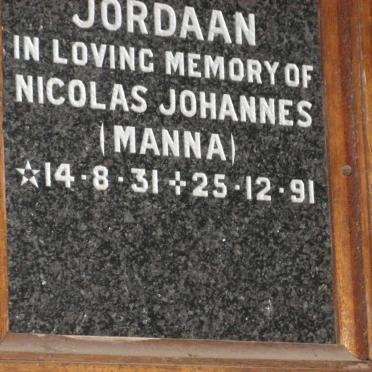 JORDAAN
IN LOVING MEMORY OF
NICOLAS JOHANNES
(MANNA)
☆14·8·31 ✢25·12·91